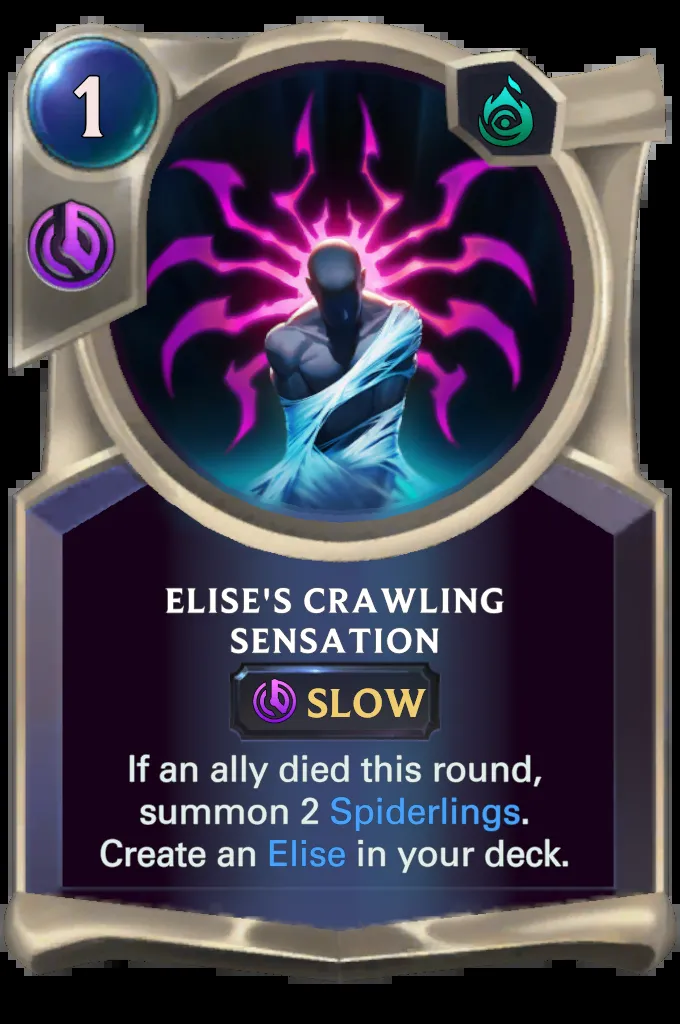 1
ELISE'S CRAWLING
SENSATION
SLOW
If an ally died this round,
summon 2 Spiderlings.
Create an Elise in your deck.